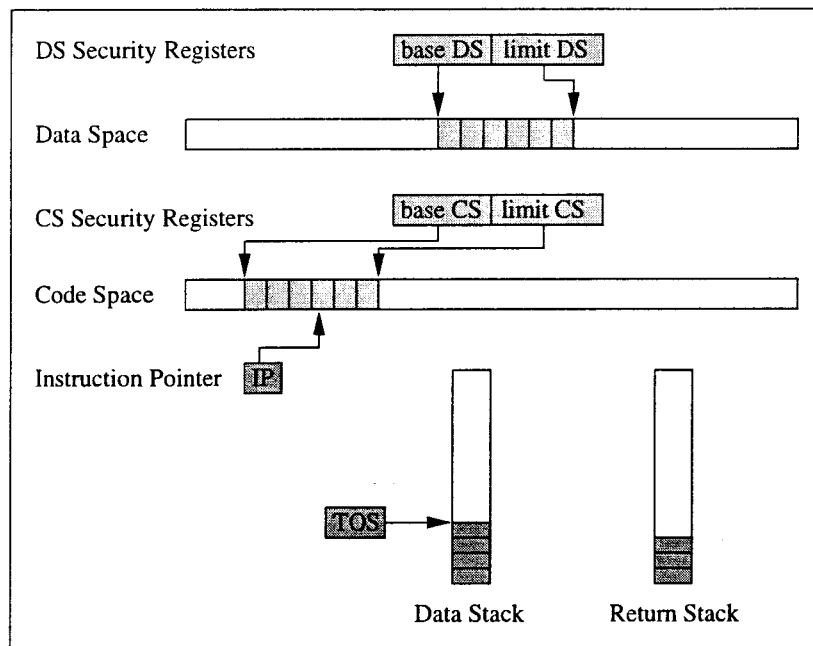 DS Security Registers
base DS limit DS
Data Space
CS Security Registers
base CS limit CS
Code Space
Instruction Pointer
IP
TOS
Data Stack Return Stack